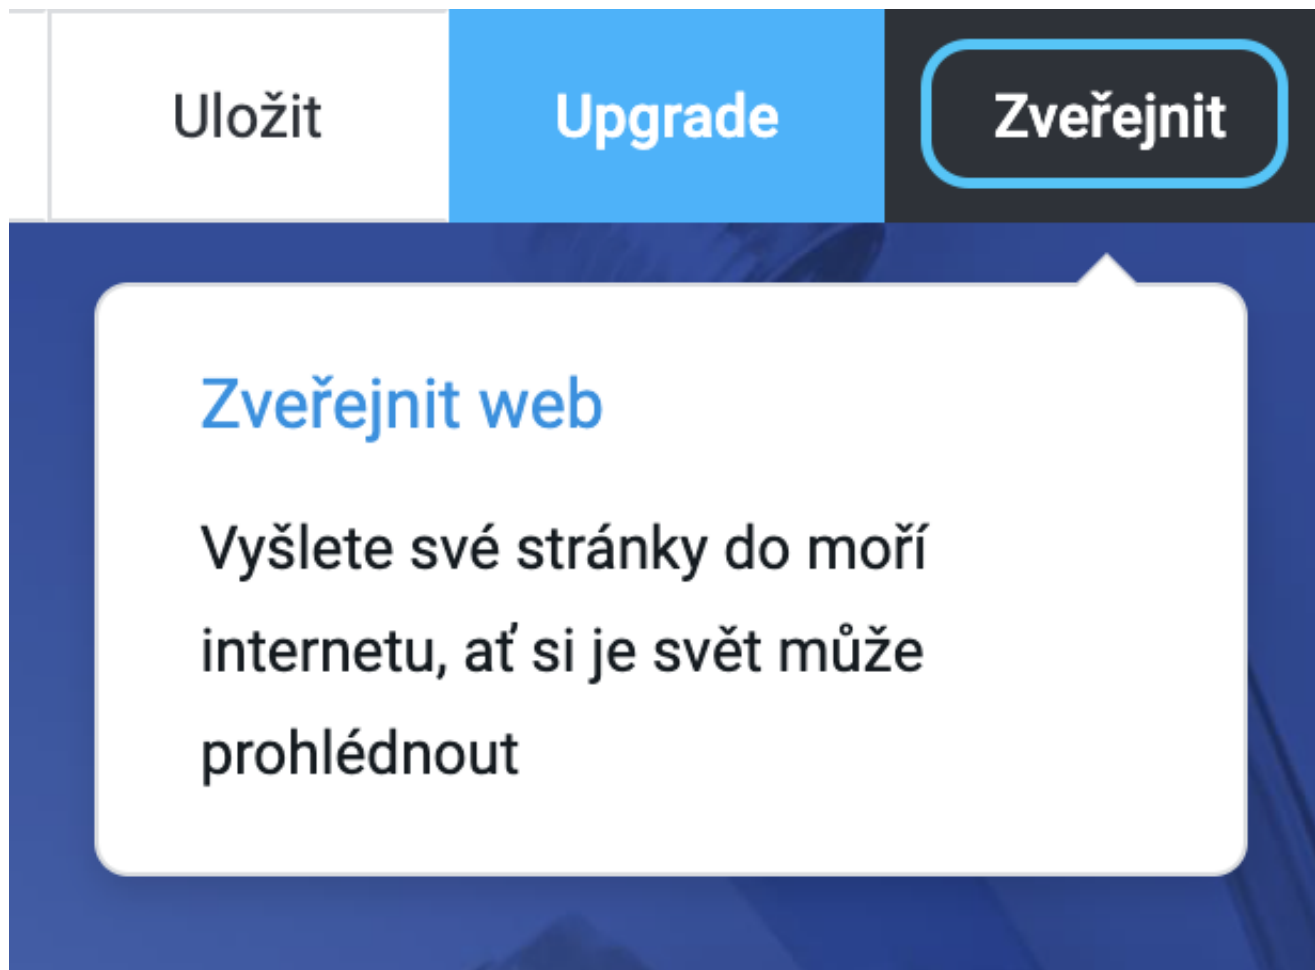 Uložit
Upgrade
Zveřejnit
Zveřejnit web
Vyšlete své stránky do moří
internetu, ať si je svět může
prohlédnout